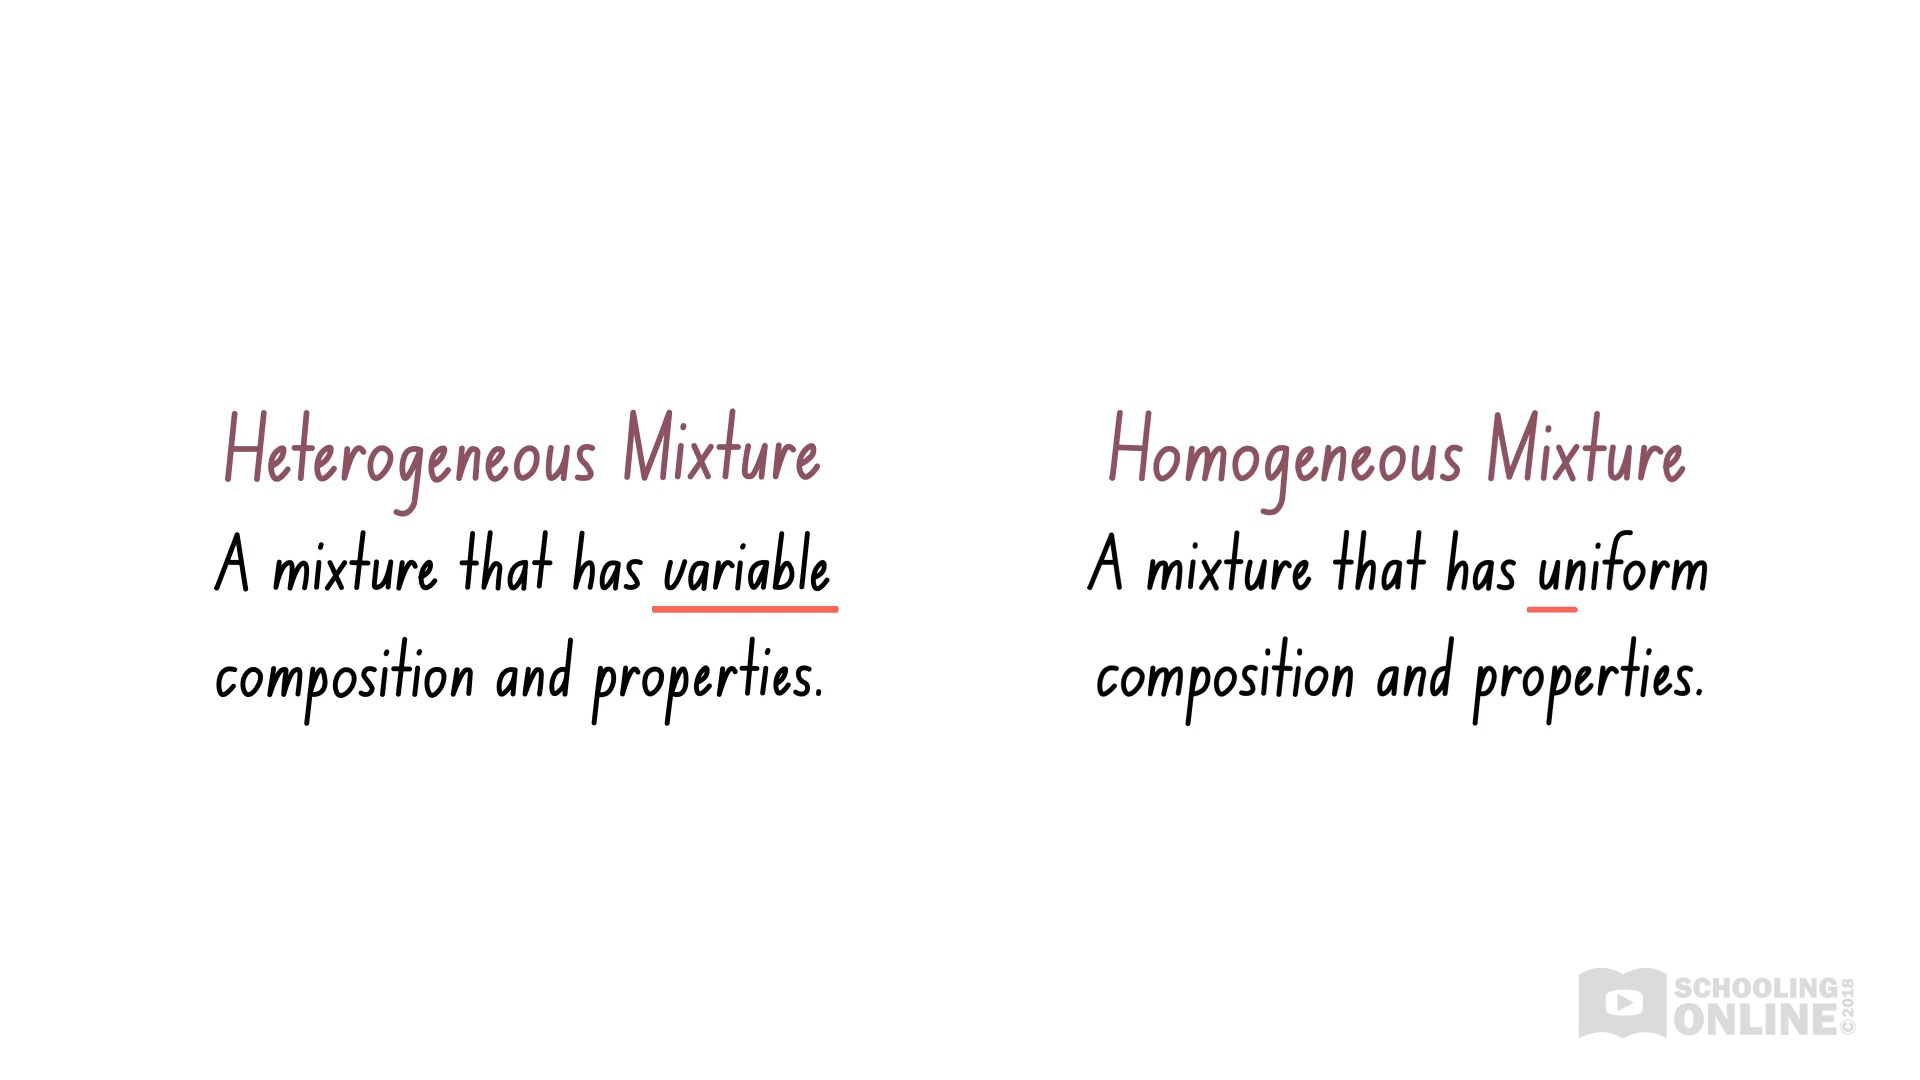 Heterogeneous Mixture
A mixture that has variable
composition and properties.
Homogeneous Mixture
A mixture that has uniform
composition and properties.
SCHOOLING
ONLINE
©2018